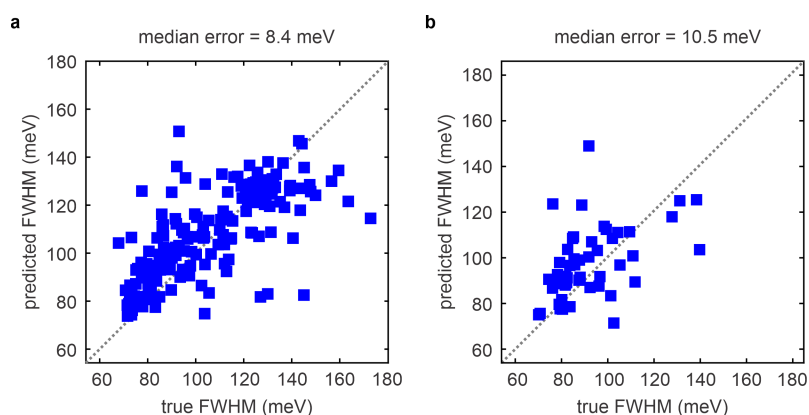 a
median error = 8.4 meV
180
160
140
120
100
80
60
predicted FWHM (meV)
60 80 100 120 140 160 180
true FWHM (meV)
b
median error = 10.5 meV
180
160
140
120
100
80
60
predicted FWHM (meV)
60 80 100 120 140 160 180
true FWHM (meV)